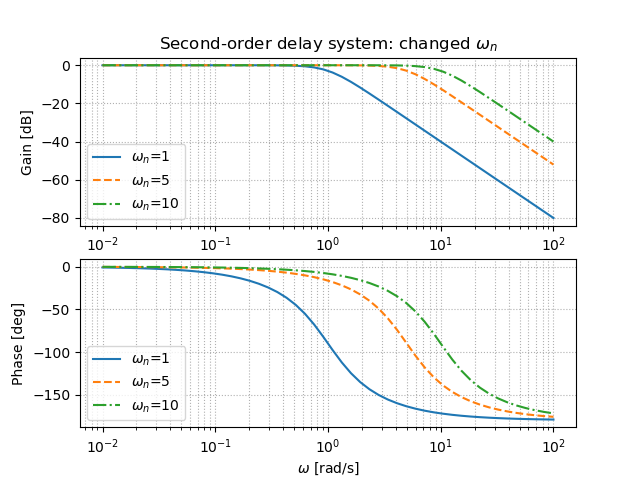 Second-order delay system: changed ωₙ
0
−20
−40
−60
−80
Gain [dB]
ωₙ=1
ωₙ=5
ωₙ=10
10⁻² 10⁻¹ 10⁰ 10¹ 10²
0
−50
−100
−150
Phase [deg]
ωₙ=1
ωₙ=5
ωₙ=10
10⁻² 10⁻¹ 10⁰ 10¹ 10²
ω [rad/s]